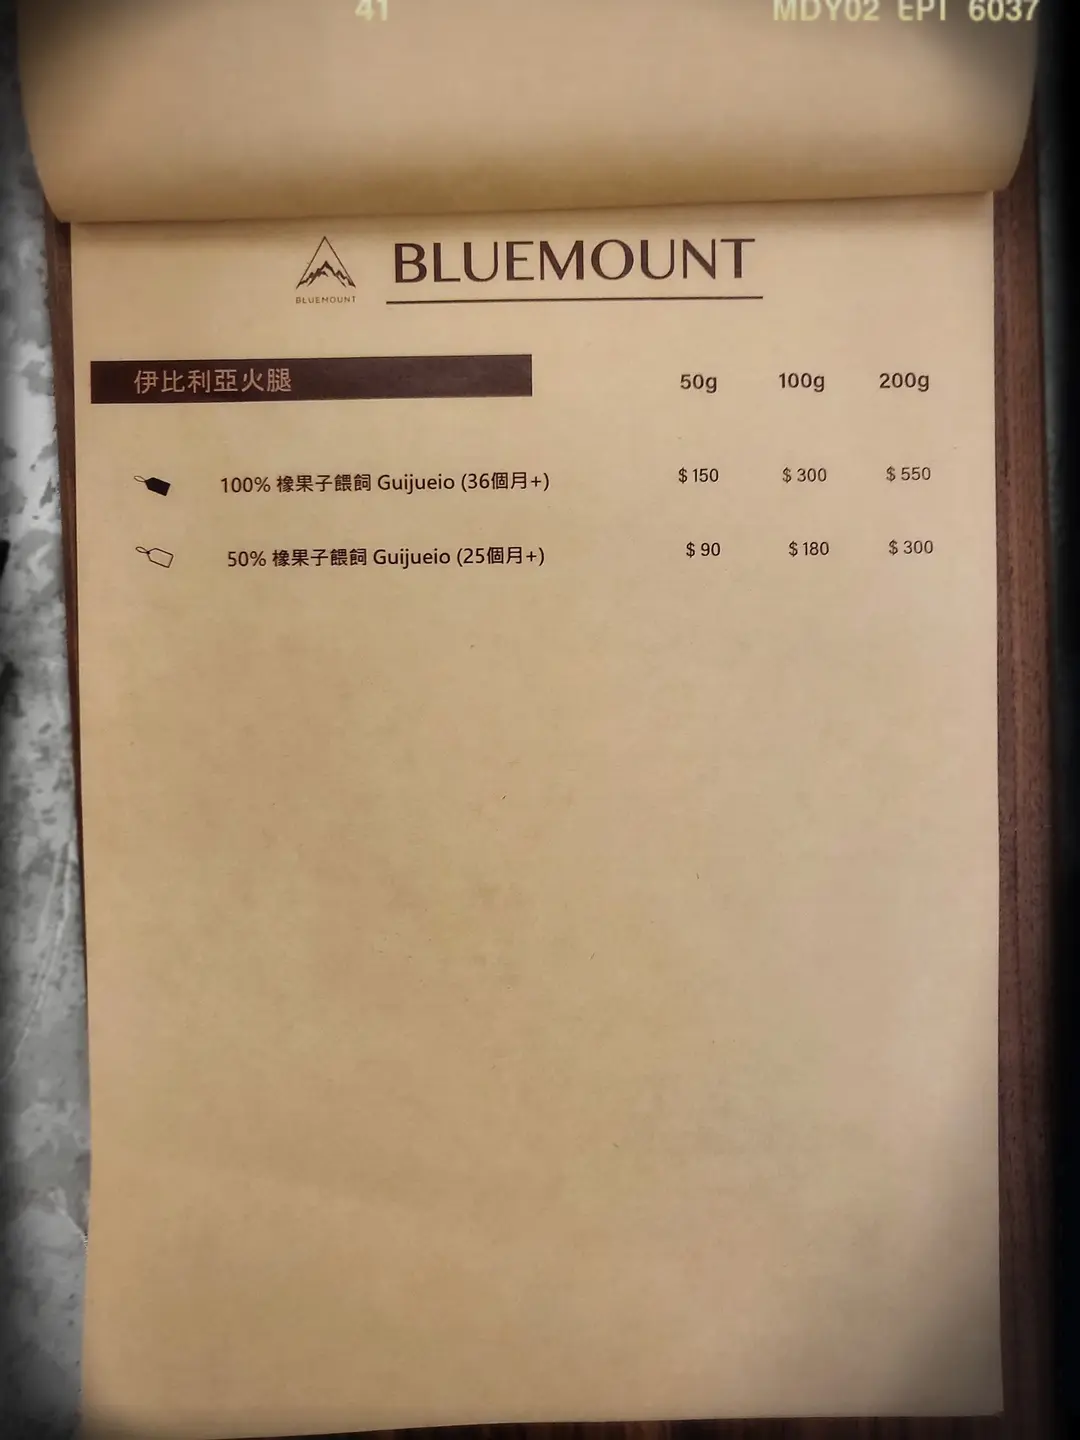 41 MDY02 EPT 6037
BLUEMOUNT
BLUEMOUNT
伊比利亞火腿 50g 100g 200g
100% 橡果子餵飼 Guijueio (36個月+) $ 150 $ 300 $ 550
50% 橡果子餵飼 Guijueio (25個月+) $ 90 $ 180 $ 300